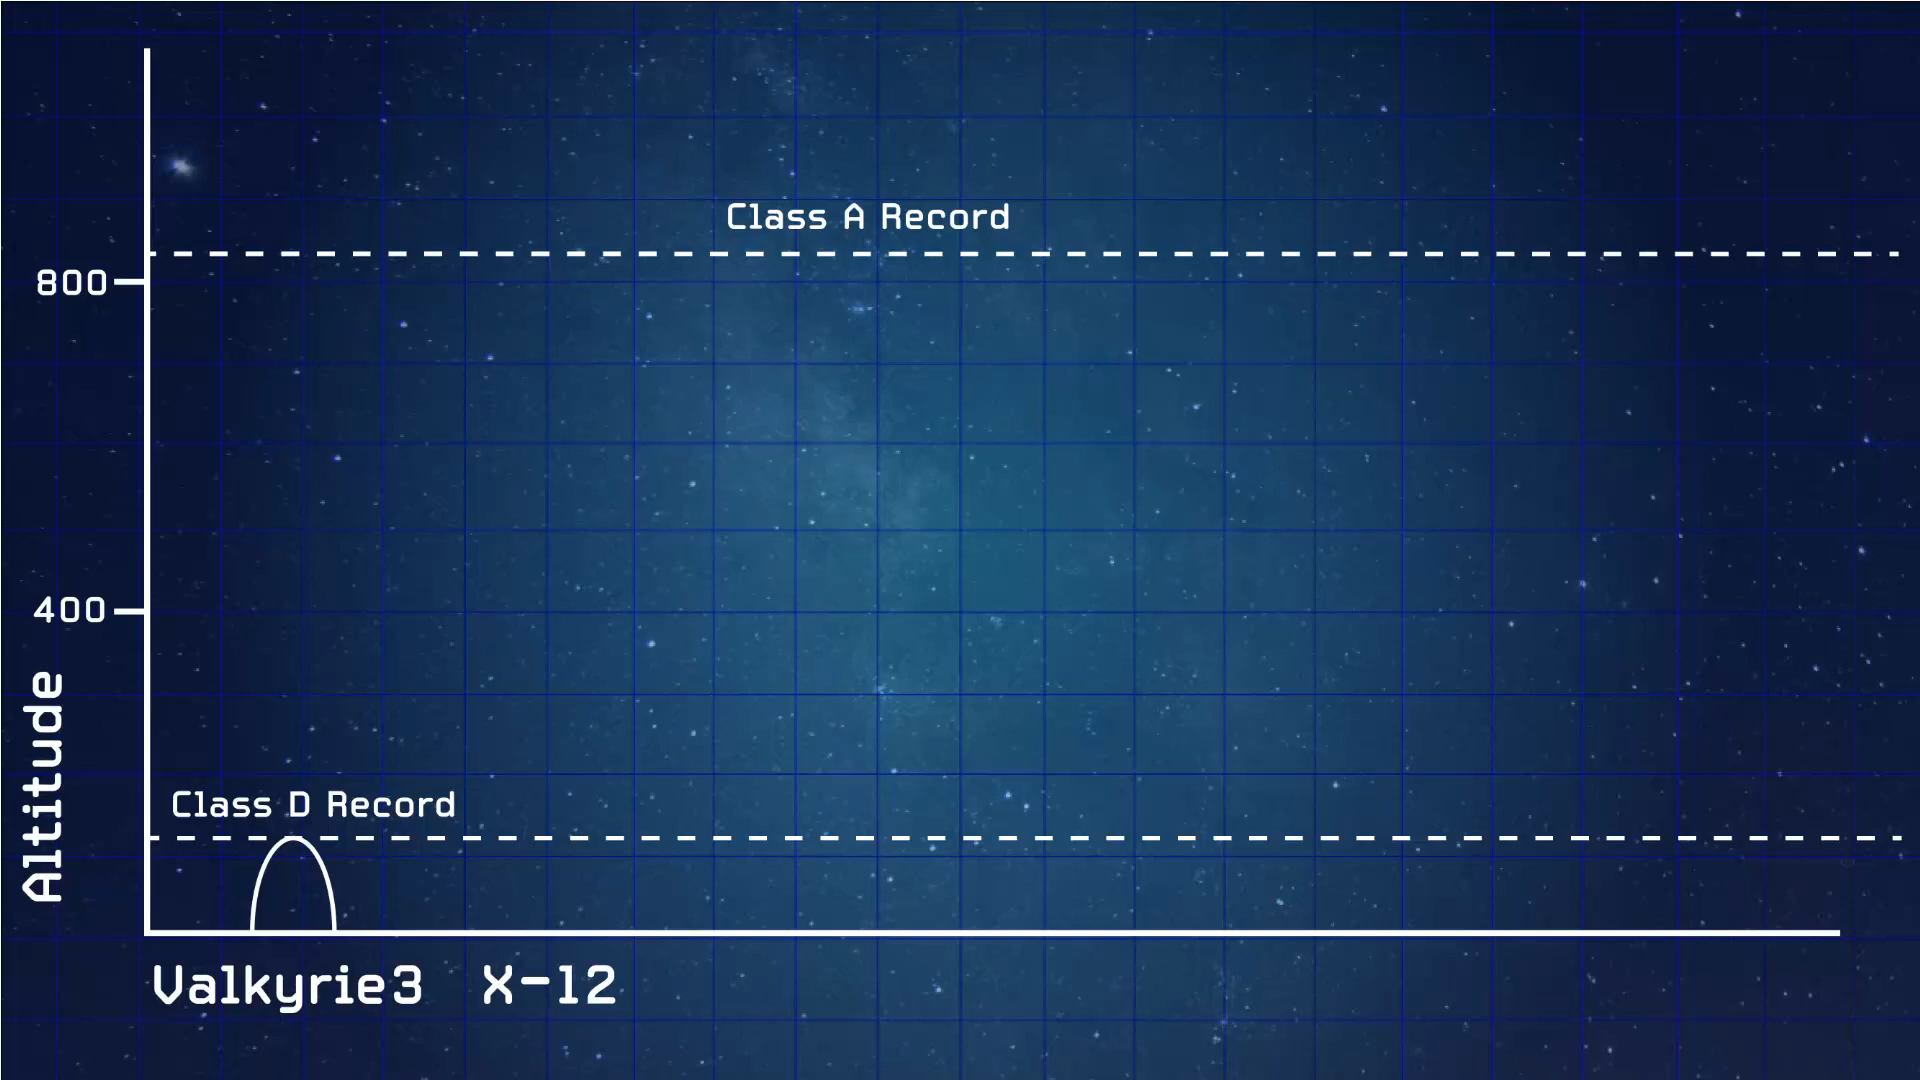 Class A Record
800
400
Altitude
Class D Record
Valkyrie3 X-12